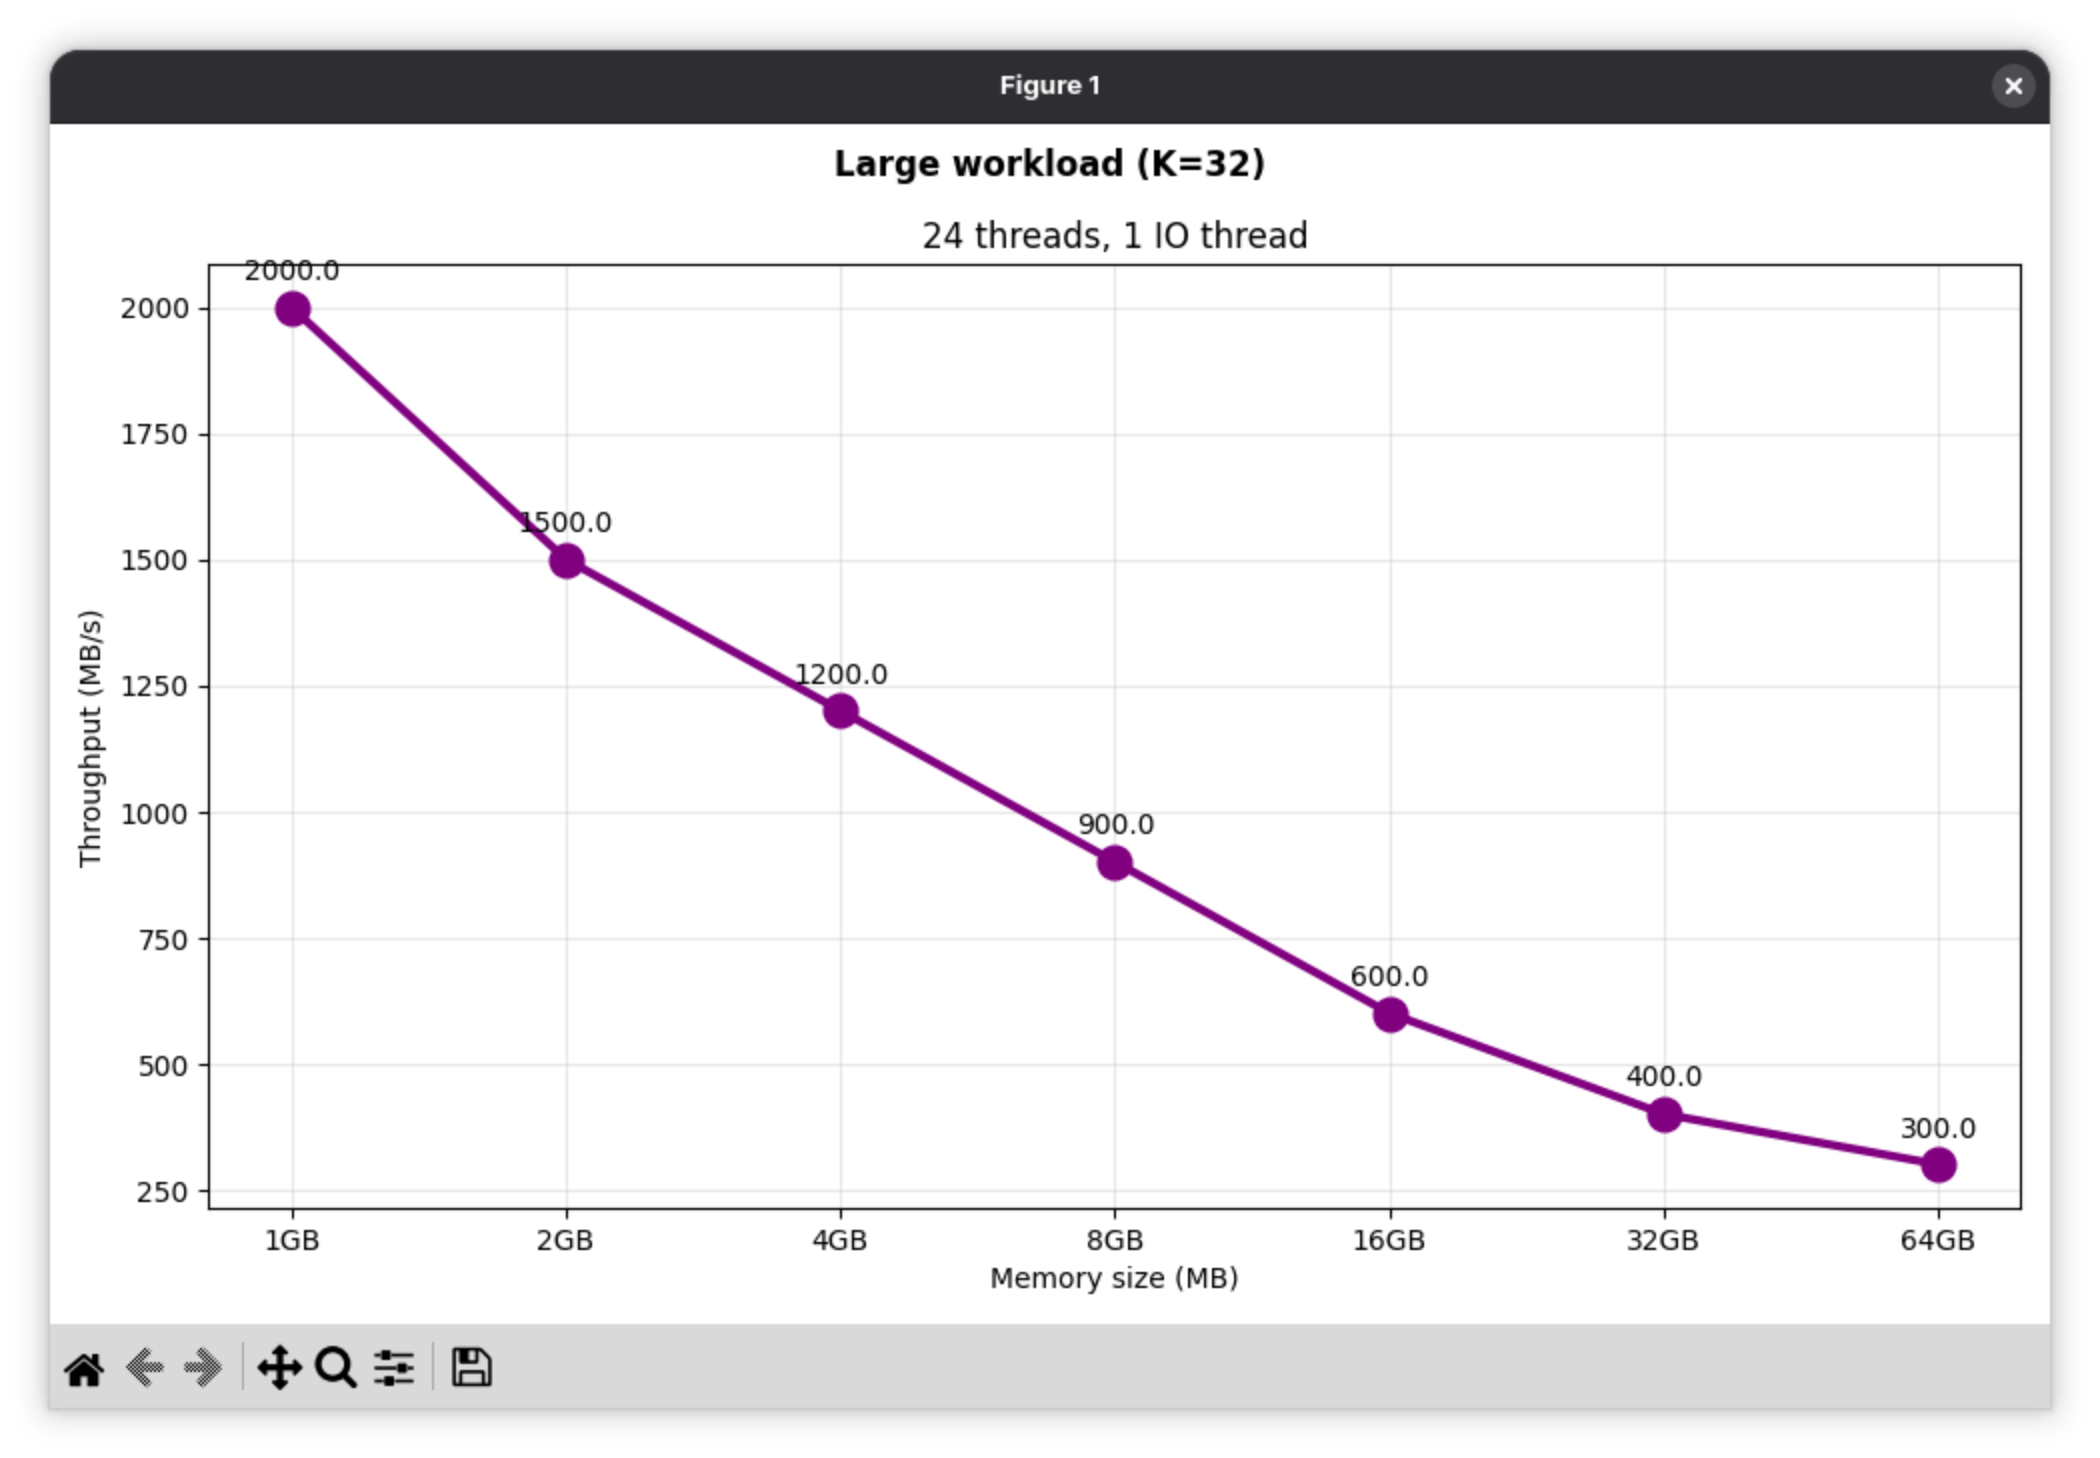 Figure 1
Large workload (K=32)
24 threads, 1 IO thread
2000.0
1500.0
1200.0
900.0
600.0
400.0
300.0
Throughput (MB/s)
2000
1750
1500
1250
1000
750
500
250
1GB 2GB 4GB 8GB 16GB 32GB 64GB
Memory size (MB)